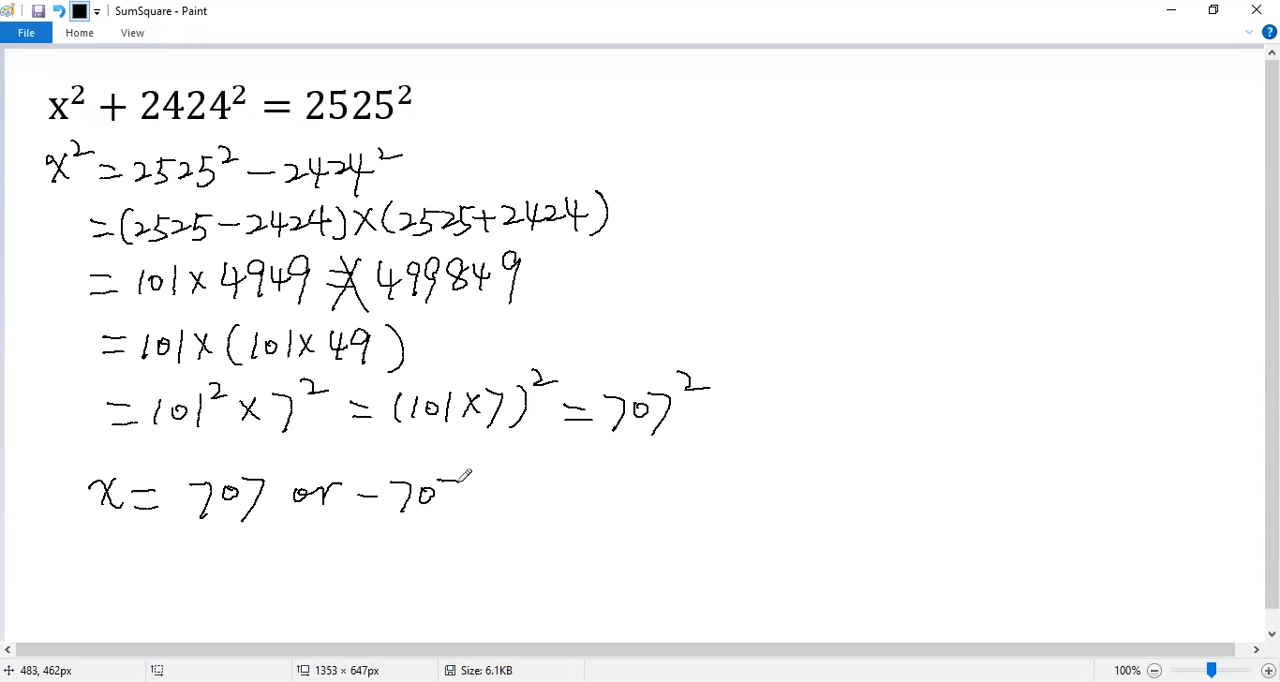 SumSquare - Paint
File Home View
x² + 2424² = 2525²
x² = 2525² - 2424²
= (2525 - 2424) × (2525 + 2424)
= 101 × 4949 = 499849
= 101 × (101 × 49)
= 101² × 7² = (101 × 7)² = 707²
x = 707 or - 70
483, 462px 1353 × 647px Size: 6.1KB 100%